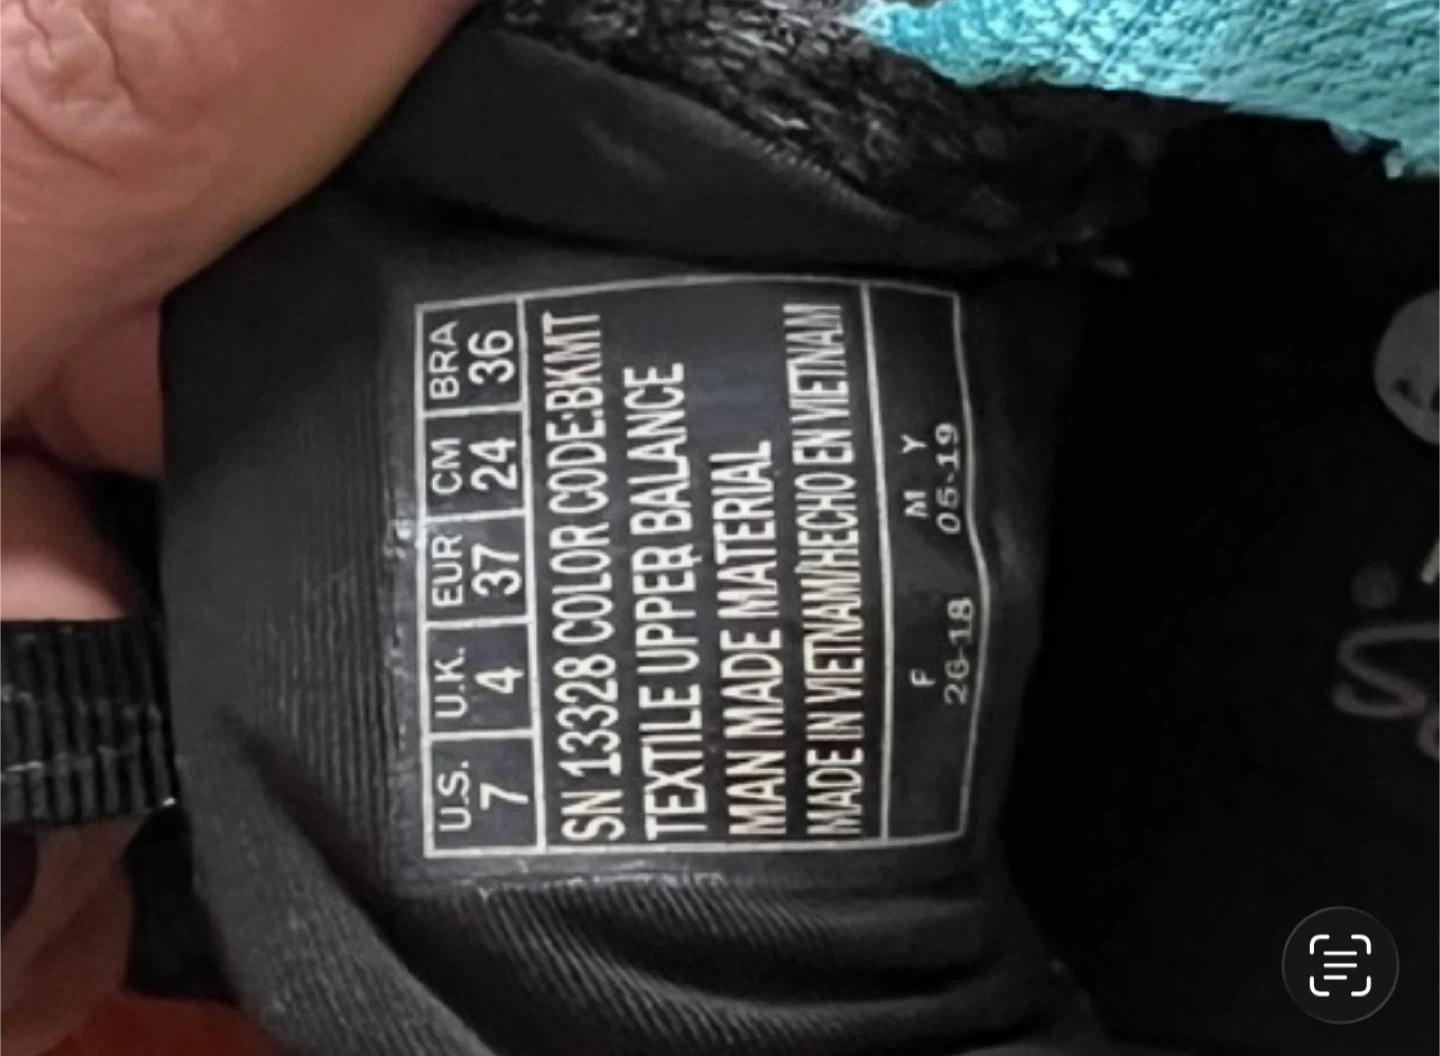 U.S. U.K. EUR CM BRA
7 4 37 24 36
SN 13328 COLOR CODE:BKMT
TEXTILE UPPER BALANCE
MAN MADE MATERIAL
MADE IN VIETNAM/HECHO EN VIETNAM
F M Y
2G-18 05-19